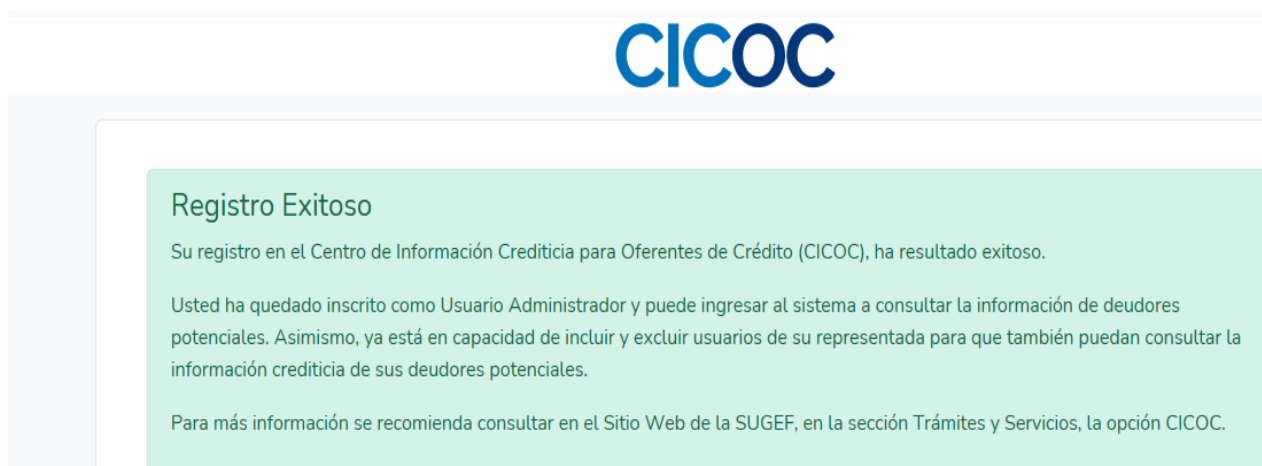 CICOC
Registro Exitoso
Su registro en el Centro de Información Crediticia para Oferentes de Crédito (CICOC), ha resultado exitoso.
Usted ha quedado inscrito como Usuario Administrador y puede ingresar al sistema a consultar la información de deudores
potenciales. Asimismo, ya está en capacidad de incluir y excluir usuarios de su representada para que también puedan consultar la
información crediticia de sus deudores potenciales.
Para más información se recomienda consultar en el Sitio Web de la SUGEF, en la sección Trámites y Servicios, la opción CICOC.